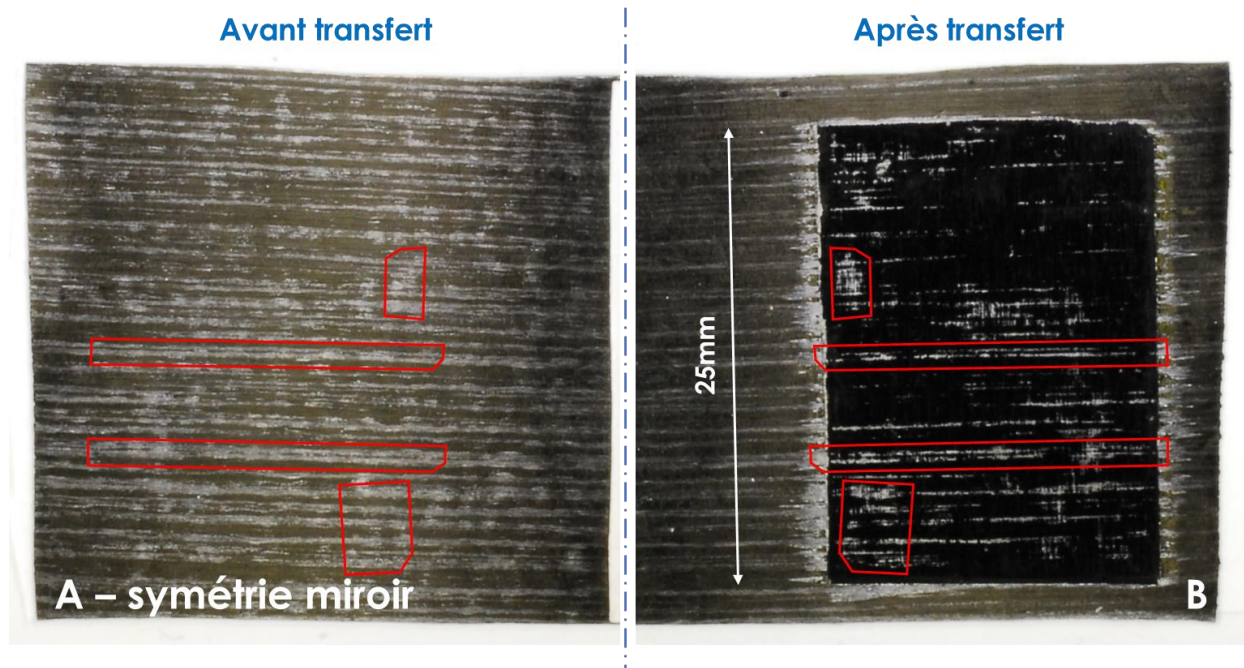 Avant transfert
Après transfert
25mm
A – symétrie miroir
B